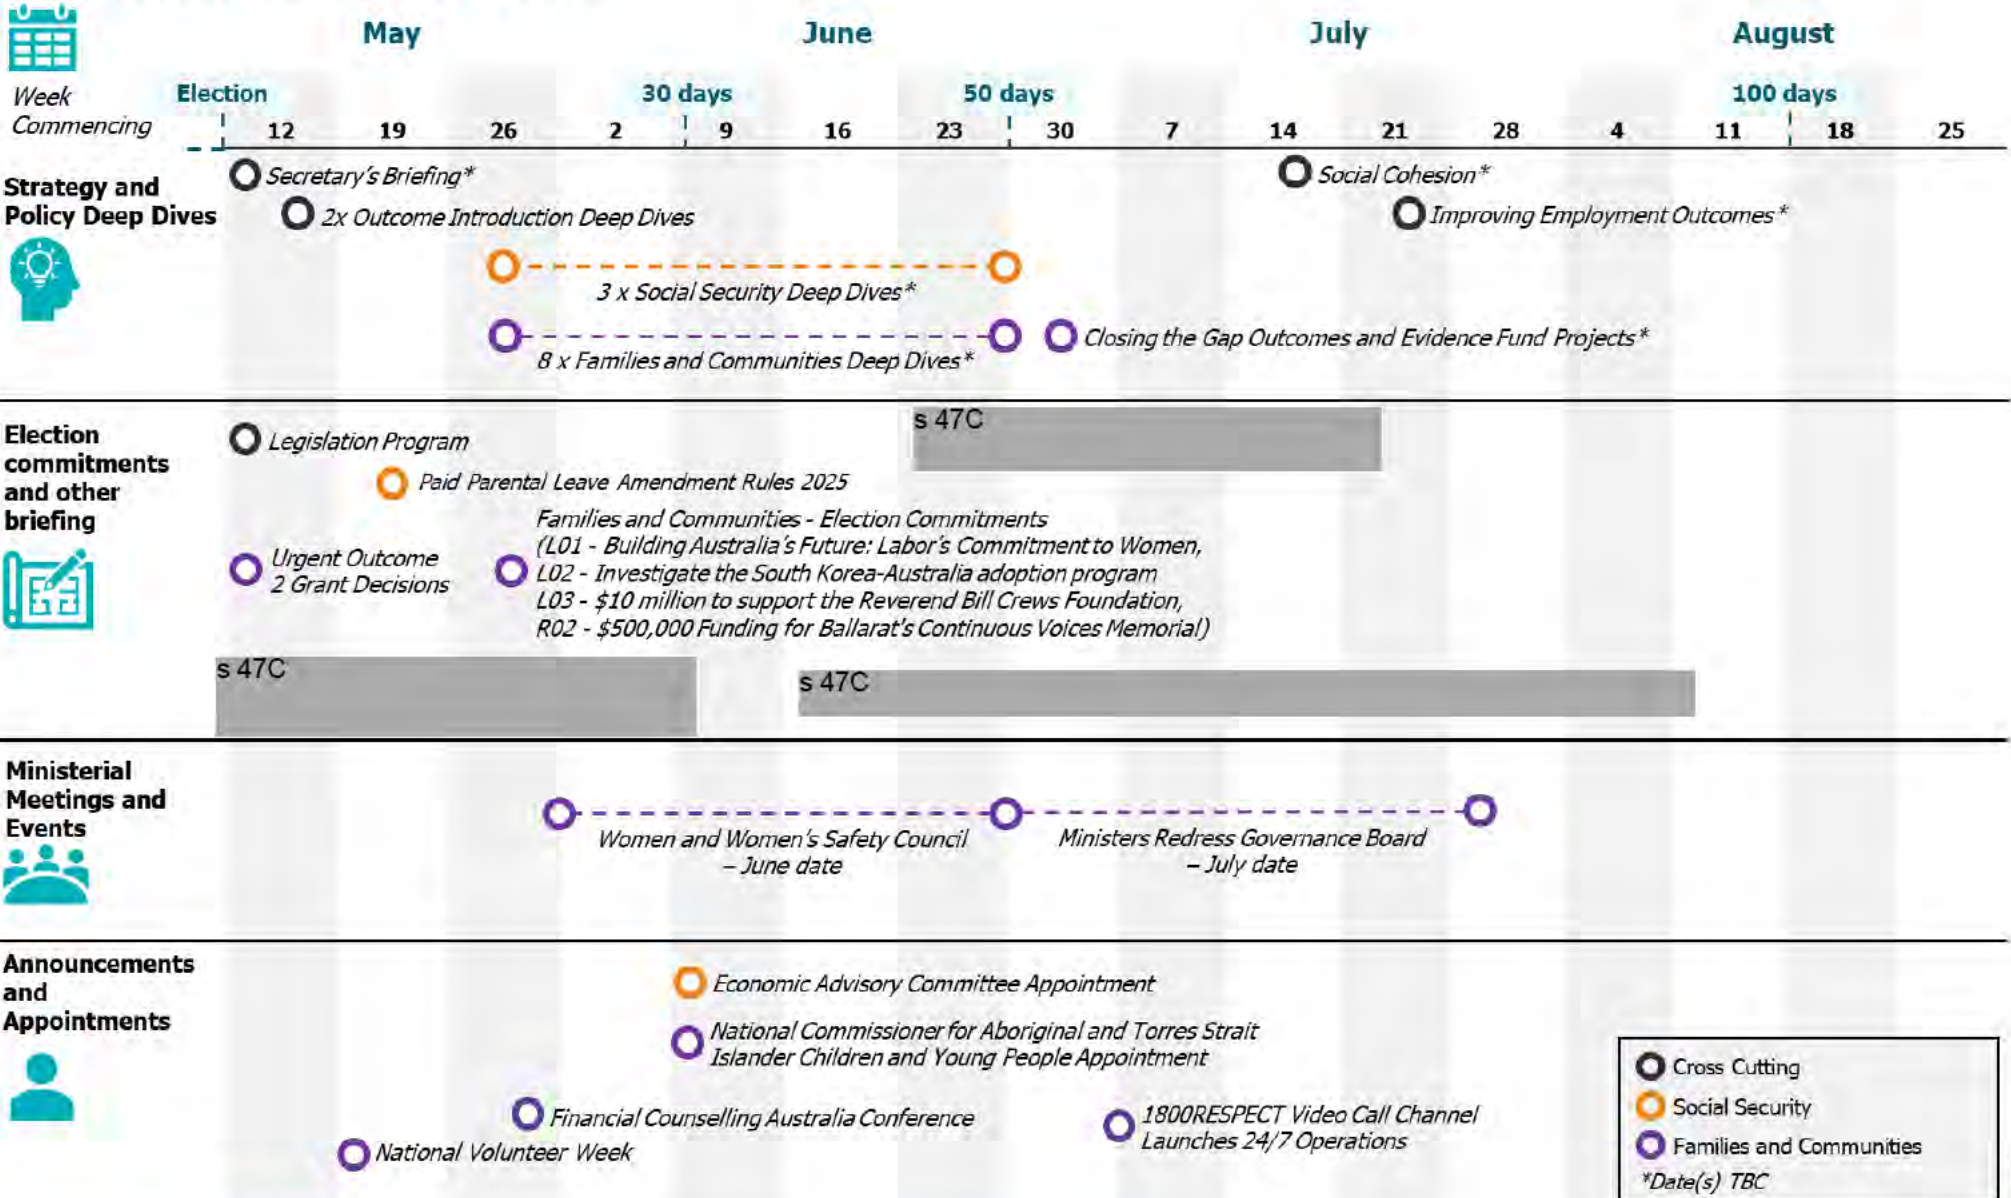 May June July August
Week
Commencing
Election 30 days 50 days 100 days
12 19 26 2 9 16 23 30 7 14 21 28 4 11 18 25
Strategy and
Policy Deep Dives
Secretary's Briefing*
2x Outcome Introduction Deep Dives
Social Cohesion*
Improving Employment Outcomes*
3 x Social Security Deep Dives*
8 x Families and Communities Deep Dives*
Closing the Gap Outcomes and Evidence Fund Projects*
Election
commitments
and other
briefing
s 47C
Legislation Program
Paid Parental Leave Amendment Rules 2025
Urgent Outcome
2 Grant Decisions
Families and Communities - Election Commitments
(L01 - Building Australia's Future: Labor's Commitment to Women,
L02 - Investigate the South Korea-Australia adoption program
L03 - $10 million to support the Reverend Bill Crews Foundation,
R02 - $500,000 Funding for Ballarat's Continuous Voices Memorial)
s 47C
s 47C
Ministerial
Meetings and
Events
Women and Women's Safety Council
– June date
Ministers Redress Governance Board
– July date
Announcements
and
Appointments
Economic Advisory Committee Appointment
National Commissioner for Aboriginal and Torres Strait
Islander Children and Young People Appointment
Financial Counselling Australia Conference
National Volunteer Week
1800RESPECT Video Call Channel
Launches 24/7 Operations
Cross Cutting
Social Security
Families and Communities
*Date(s) TBC